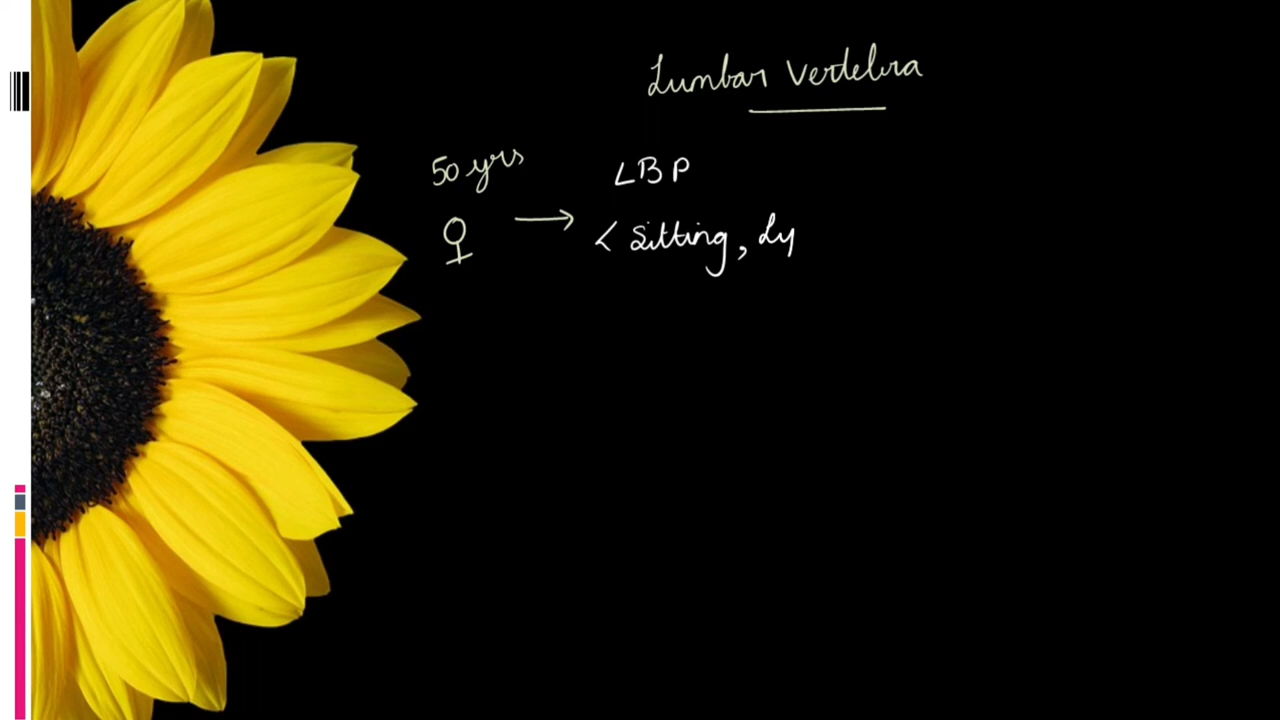 Lumbar Vertebra
50 yrs
LBP
♀ → < Sitting, Ly